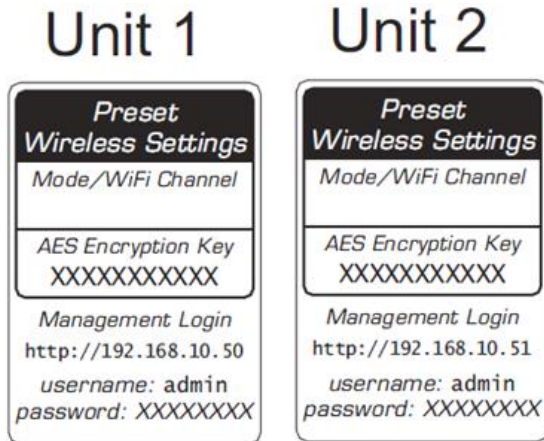 Unit 1
Preset
Wireless Settings
Mode/WiFi Channel
AES Encryption Key
XXXXXXXXXXX
Management Login
http://192.168.10.50
username: admin
password: XXXXXXXX
Unit 2
Preset
Wireless Settings
Mode/WiFi Channel
AES Encryption Key
XXXXXXXXXXX
Management Login
http://192.168.10.51
username: admin
password: XXXXXXXX